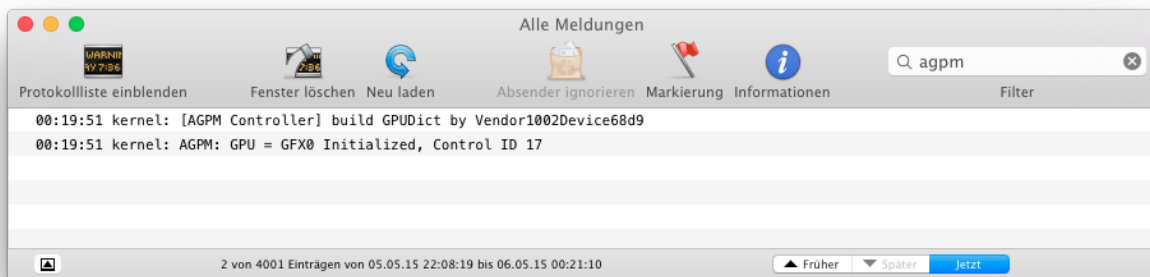 Alle Meldungen
WARNIN
AY 7:36
7:36
agpm
Protokollliste einblenden
Fenster löschen
Neu laden
Absender ignorieren
Markierung
Informationen
Filter
00:19:51 kernel: [AGPM Controller] build GPUDict by Vendor1002Device68d9
00:19:51 kernel: AGPM: GPU = GFX0 Initialized, Control ID 17
2 von 4001 Einträgen von 05.05.15 22:08:19 bis 06.05.15 00:21:10
Früher
Später
Jetzt